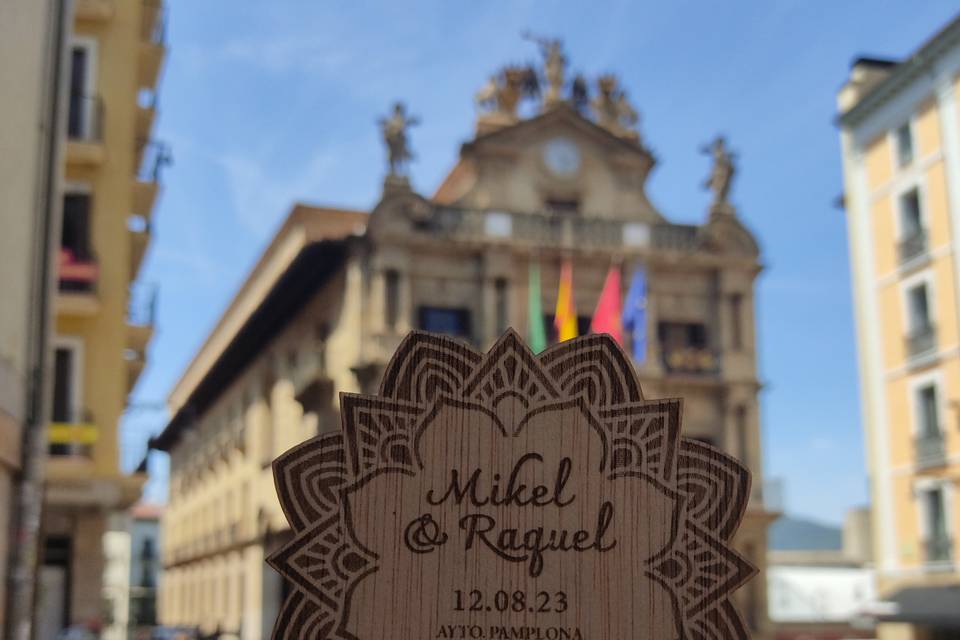 Mikel
& Raquel
12.08.23
AYTO. PAMPLONA